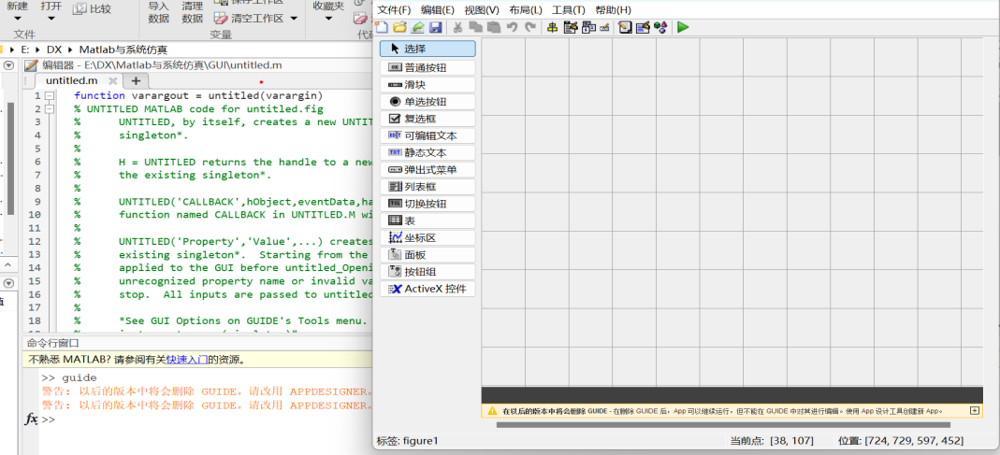 新建
打开
比较
导入
数据
清理
数据
保存工作区
清空工作区
收藏夹
文件
变量
E: ▸ DX ▸ Matlab与系统仿真
编辑器 - E:\DX\Matlab与系统仿真\GUI\untitled.m
untitled.m
1 function varargout = untitled(varargin)
2 % UNTITLED MATLAB code for untitled.fig
3 % UNTITLED, by itself, creates a new UNTIT
4 % singleton*.
5 %
6 % H = UNTITLED returns the handle to a new
7 % the existing singleton*.
8 %
9 % UNTITLED('CALLBACK',hObject,eventData,ha
10 % function named CALLBACK in UNTITLED.M wi
11 %
12 % UNTITLED('Property','Value',...) creates
13 % existing singleton*.  Starting from the
14 % applied to the GUI before untitled_Openi
15 % unrecognized property name or invalid va
16 % stop.  All inputs are passed to untitled
17 %
18 % *See GUI Options on GUIDE's Tools menu.
命令行窗口
不熟悉 MATLAB? 请参阅有关快速入门的资源。
>> guide
警告: 以后的版本中将会删除 GUIDE。请改用 APPDESIGNER。
警告: 以后的版本中将会删除 GUIDE。请改用 APPDESIGNER。
fx >>
文件(F) 编辑(E) 视图(V) 布局(L) 工具(T) 帮助(H)
选择
OK 普通按钮
滑块
单选按钮
复选框
EDIT 可编辑文本
TXT 静态文本
弹出式菜单
列表框
TGL 切换按钮
表
坐标区
面板
按钮组
ActiveX 控件
在以后的版本中将会删除 GUIDE - 在删除 GUIDE 后，App 可以继续运行，但不能在 GUIDE 中对其进行编辑。使用 App 设计工具创建新 App。
标签: figure1
当前点: [38, 107]
位置: [724, 729, 597, 452]